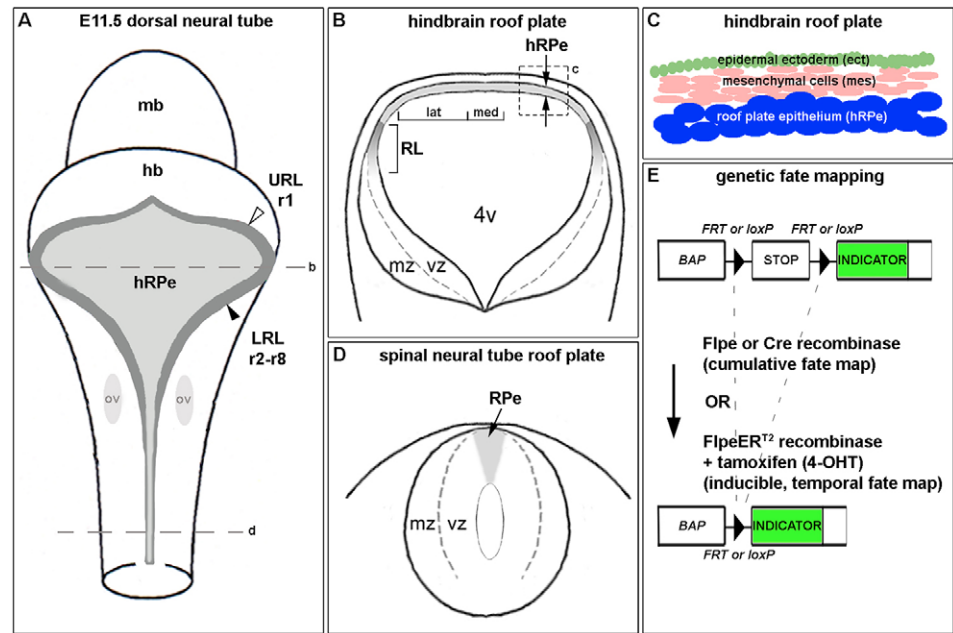 A E11.5 dorsal neural tube
mb
hb
URL
r1
b
hRPe
LRL
r2-r8
ov
ov
d
B hindbrain roof plate
hRPe
c
lat
med
RL
4v
mz
vz
D spinal neural tube roof plate
RPe
mz
vz
C hindbrain roof plate
epidermal ectoderm (ect)
mesenchymal cells (mes)
roof plate epithelium (hRPe)
E genetic fate mapping
FRT or loxP FRT or loxP
BAP STOP INDICATOR
Flpe or Cre recombinase
(cumulative fate map)
OR
FlpeERT2 recombinase
+ tamoxifen (4-OHT)
(inducible, temporal fate map)
BAP INDICATOR
FRT or loxP